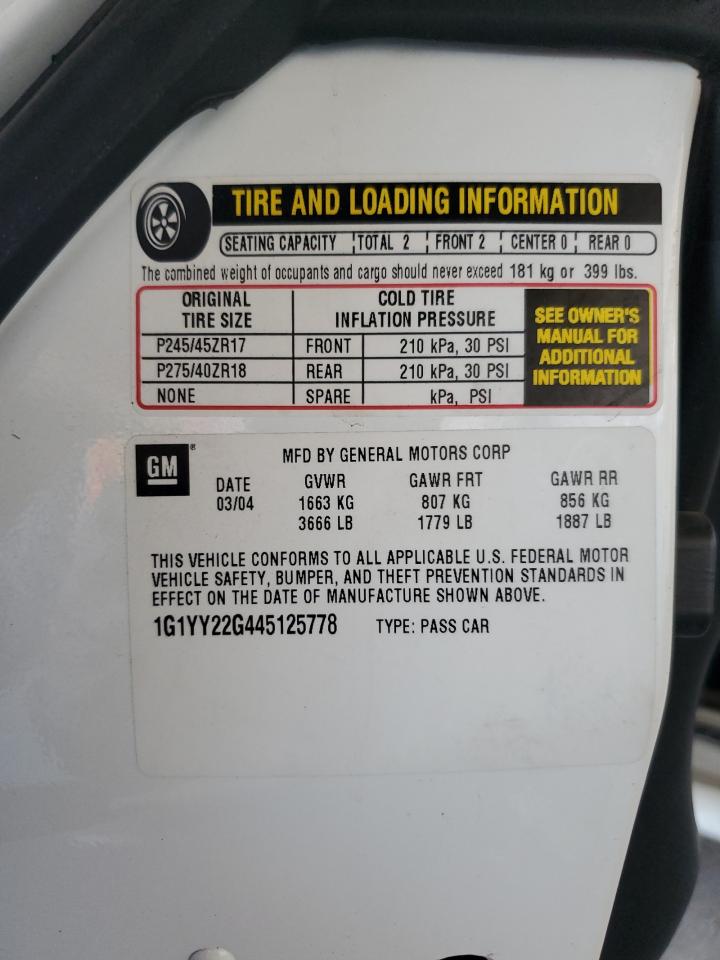 TIRE AND LOADING INFORMATION
SEATING CAPACITY TOTAL 2 FRONT 2 CENTER 0 REAR 0
The combined weight of occupants and cargo should never exceed 181 kg or 399 lbs.
ORIGINAL TIRE SIZE
COLD TIRE INFLATION PRESSURE
P245/45ZR17 FRONT 210 kPa, 30 PSI
P275/40ZR18 REAR 210 kPa, 30 PSI
NONE SPARE kPa, PSI
SEE OWNER'S
MANUAL FOR
ADDITIONAL
INFORMATION
GM®
MFD BY GENERAL MOTORS CORP
DATE GVWR GAWR FRT GAWR RR
03/04 1663 KG 807 KG 856 KG
3666 LB 1779 LB 1887 LB
THIS VEHICLE CONFORMS TO ALL APPLICABLE U.S. FEDERAL MOTOR
VEHICLE SAFETY, BUMPER, AND THEFT PREVENTION STANDARDS IN
EFFECT ON THE DATE OF MANUFACTURE SHOWN ABOVE.
1G1YY22G445125778 TYPE: PASS CAR